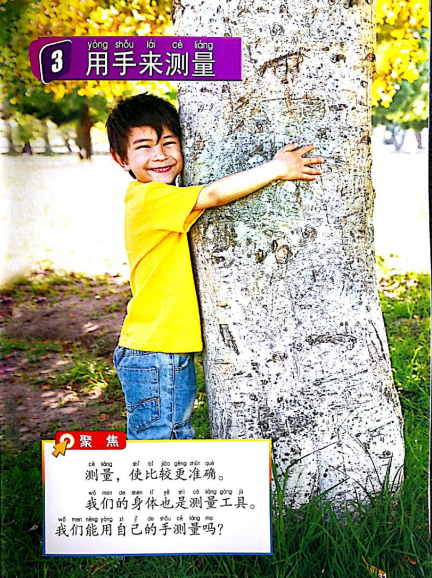 yòng shǒu lái cè liáng
3 用手来测量
聚焦
cè liáng shǐ bǐ jiào gèng zhǔn què
测量，使比较更准确。
wǒ men de shēn tǐ yě shì cè liáng gōng jù
我们的身体也是测量工具。
wǒ men néng yòng zì jǐ de shǒu cè liáng ma
我们能用自己的手测量吗？